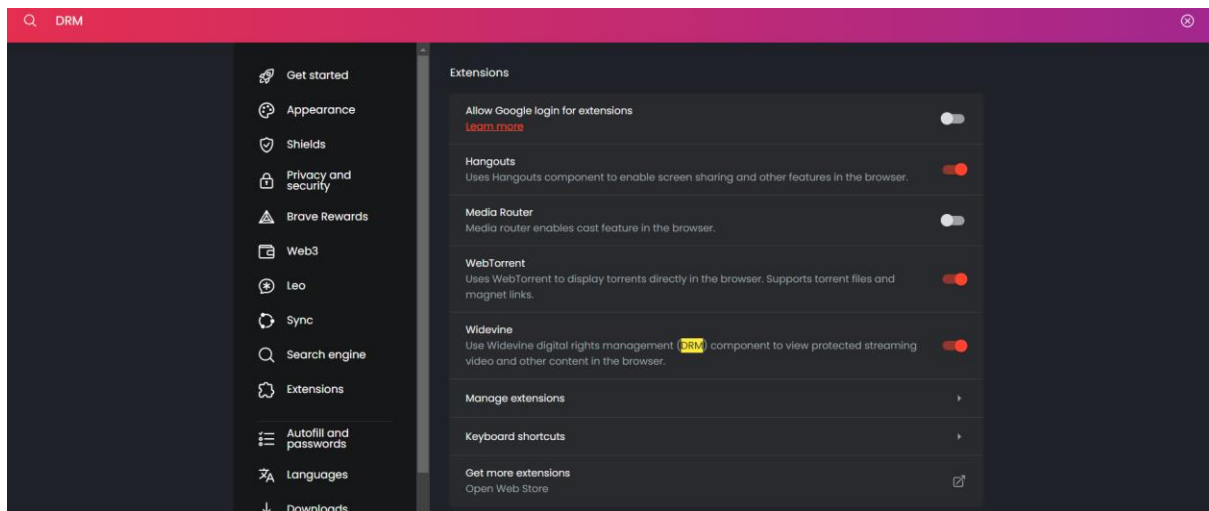 DRM
Get started
Appearance
Shields
Privacy and
security
Brave Rewards
Web3
Leo
Sync
Search engine
Extensions
Autofill and
passwords
Languages
Downloads
Extensions
Allow Google login for extensions
Learn more
Hangouts
Uses Hangouts component to enable screen sharing and other features in the browser.
Media Router
Media router enables cast feature in the browser.
WebTorrent
Uses WebTorrent to display torrents directly in the browser. Supports torrent files and
magnet links.
Widevine
Use Widevine digital rights management (DRM) component to view protected streaming
video and other content in the browser.
Manage extensions
Keyboard shortcuts
Get more extensions
Open Web Store